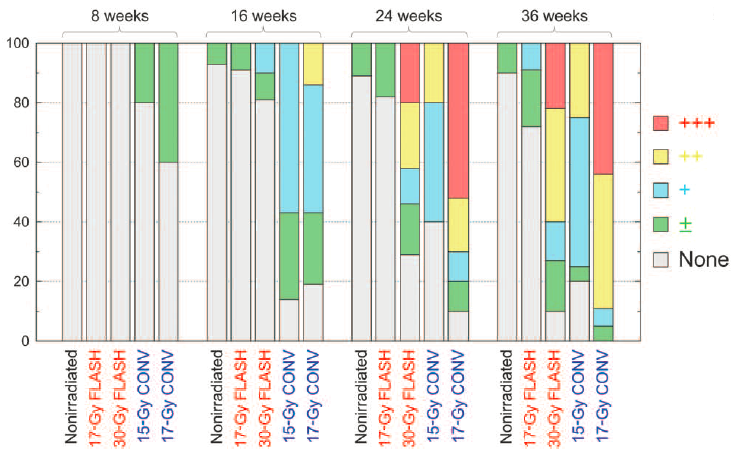 8 weeks
16 weeks
24 weeks
36 weeks
100
80
60
40
20
0
+++
++
+
±
None
Nonirradiated
17-Gy FLASH
30-Gy FLASH
15-Gy CONV
17-Gy CONV
Nonirradiated
17-Gy FLASH
30-Gy FLASH
15-Gy CONV
17-Gy CONV
Nonirradiated
17-Gy FLASH
30-Gy FLASH
15-Gy CONV
17-Gy CONV
Nonirradiated
17-Gy FLASH
30-Gy FLASH
15-Gy CONV
17-Gy CONV